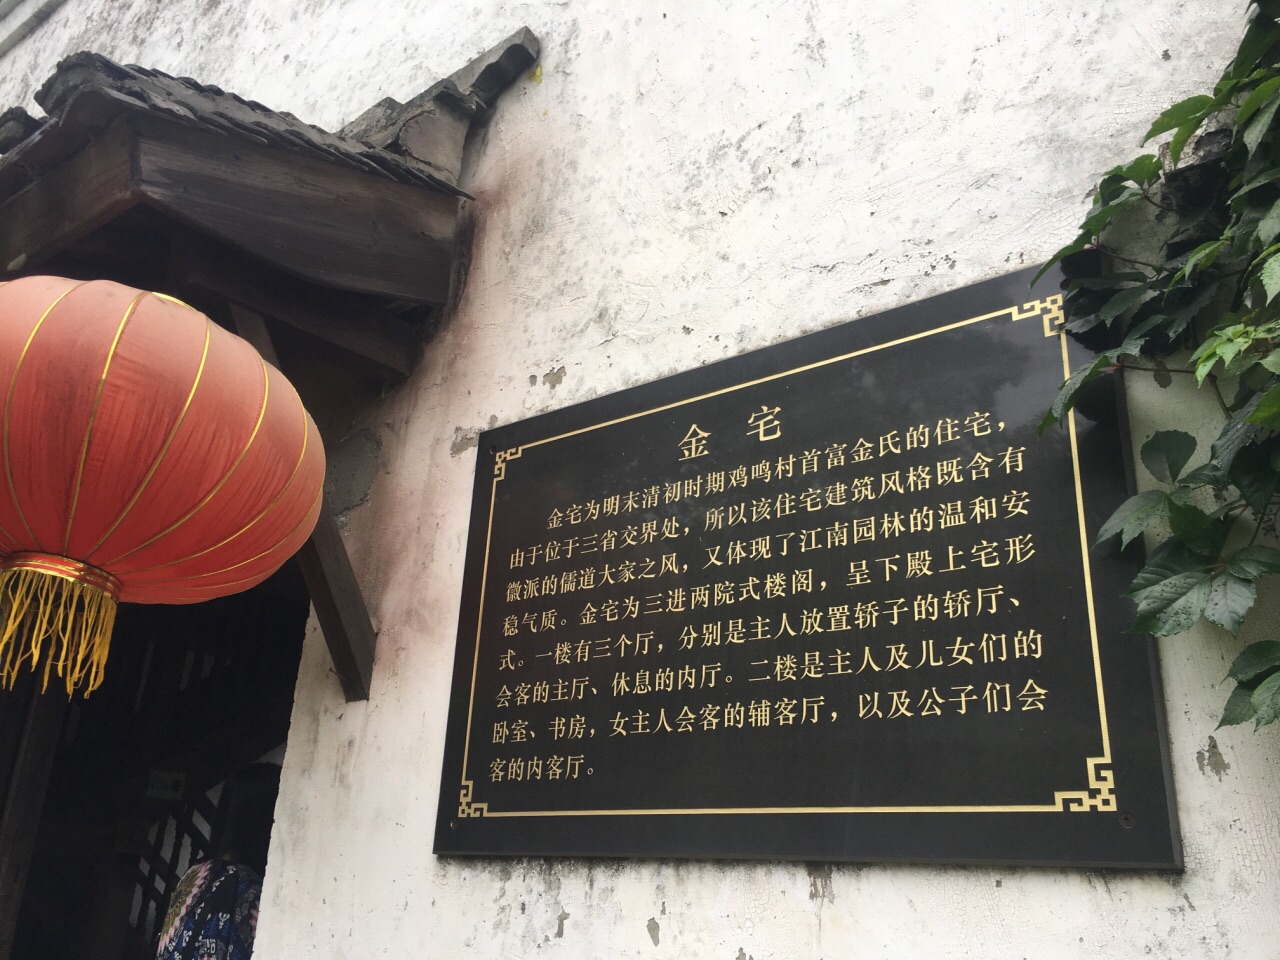 金宅
金宅为明末清初时期鸡鸣村首富金氏的住宅，
由于位于三省交界处，所以该住宅建筑风格既含有
徽派的儒道大家之风，又体现了江南园林的温和安
稳气质。金宅为三进两院式楼阁，呈下殿上宅形
式。一楼有三个厅，分别是主人放置轿子的轿厅、
会客的主厅、休息的内厅。二楼是主人及儿女们的
卧室、书房，女主人会客的辅客厅，以及公子们会
客的内客厅。